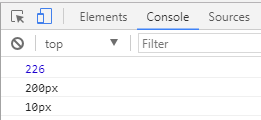 Elements Console Sources
top ▼ Filter
226
200px
10px